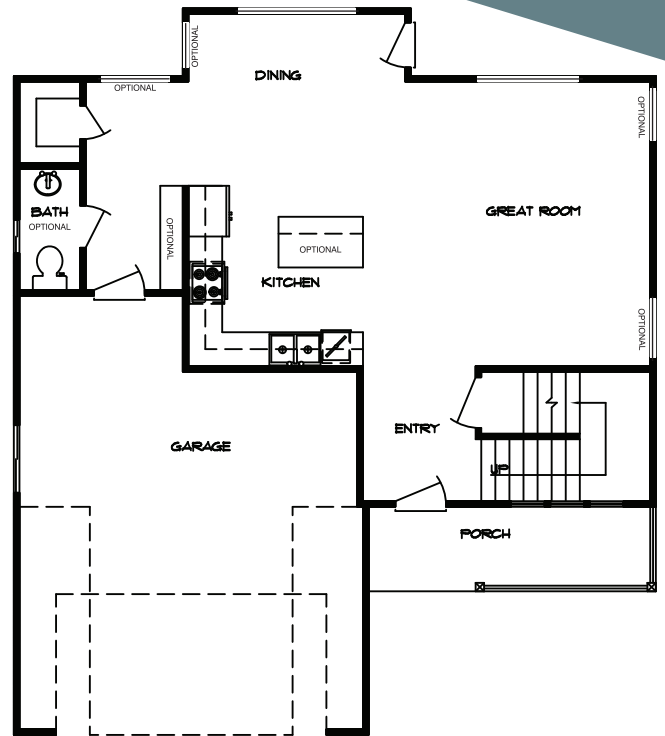 OPTIONAL
DINING
OPTIONAL
OPTIONAL
BATH
OPTIONAL
GREAT ROOM
OPTIONAL
OPTIONAL
KITCHEN
OPTIONAL
ENTRY
GARAGE
UP
PORCH